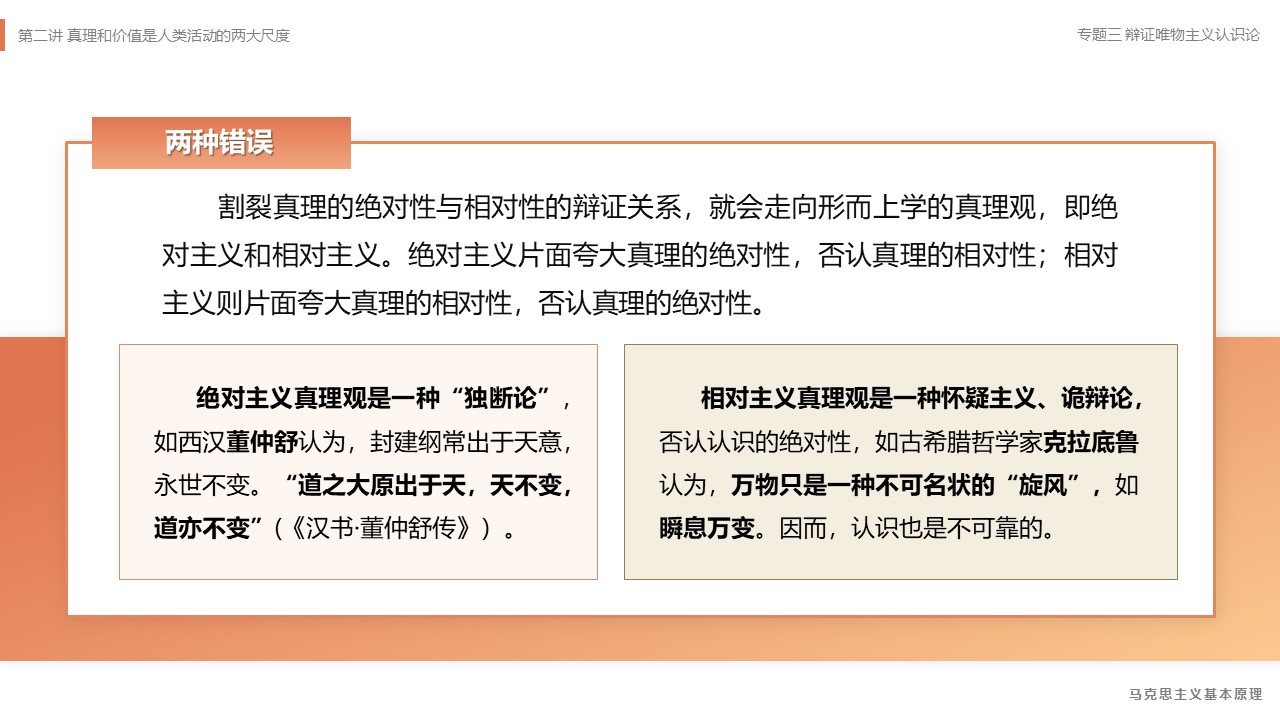 第二讲 真理和价值是人类活动的两大尺度
专题三 辩证唯物主义认识论
两种错误
割裂真理的绝对性与相对性的辩证关系，就会走向形而上学的真理观，即绝
对主义和相对主义。绝对主义片面夸大真理的绝对性，否认真理的相对性；相对
主义则片面夸大真理的相对性，否认真理的绝对性。
绝对主义真理观是一种“独断论”，
如西汉董仲舒认为，封建纲常出于天意，
永世不变。“道之大原出于天，天不变，
道亦不变”（《汉书·董仲舒传》）。
相对主义真理观是一种怀疑主义、诡辩论，
否认认识的绝对性，如古希腊哲学家克拉底鲁
认为，万物只是一种不可名状的“旋风”，如
瞬息万变。因而，认识也是不可靠的。
马克思主义基本原理